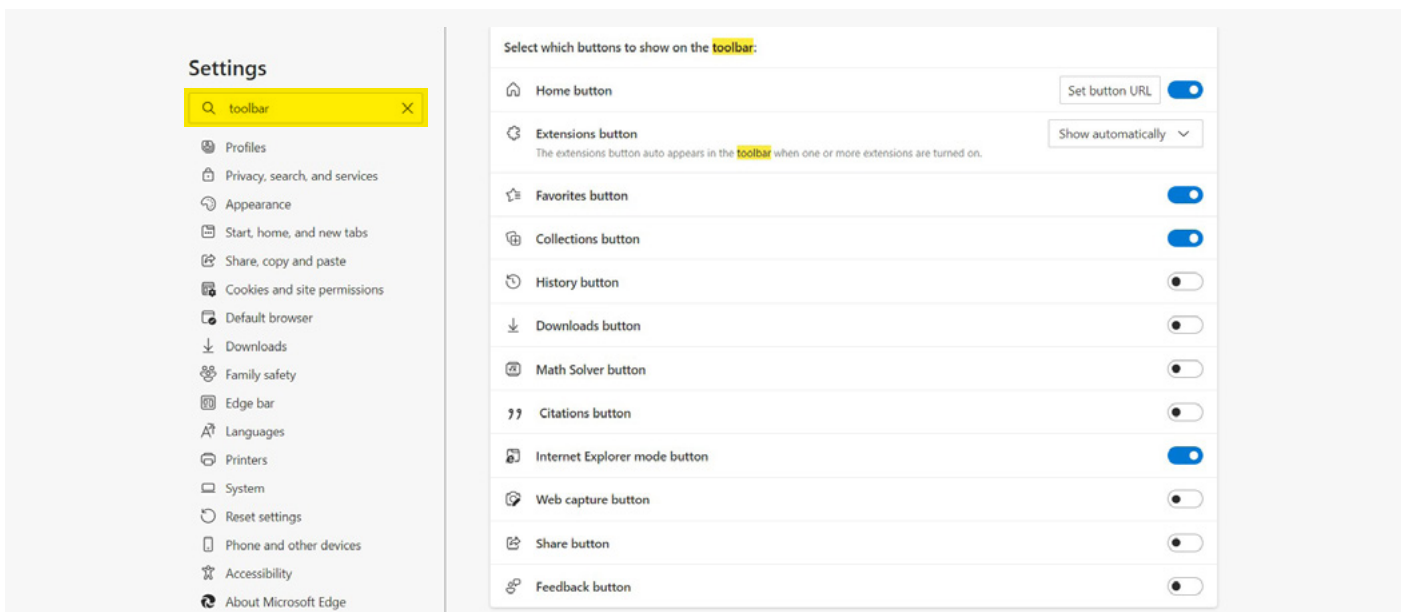 Settings
toolbar
Profiles
Privacy, search, and services
Appearance
Start, home, and new tabs
Share, copy and paste
Cookies and site permissions
Default browser
Downloads
Family safety
Edge bar
Languages
Printers
System
Reset settings
Phone and other devices
Accessibility
About Microsoft Edge
Select which buttons to show on the toolbar:
Home button
Set button URL
Extensions button
Show automatically
The extensions button auto appears in the toolbar when one or more extensions are turned on.
Favorites button
Collections button
History button
Downloads button
Math Solver button
Citations button
Internet Explorer mode button
Web capture button
Share button
Feedback button